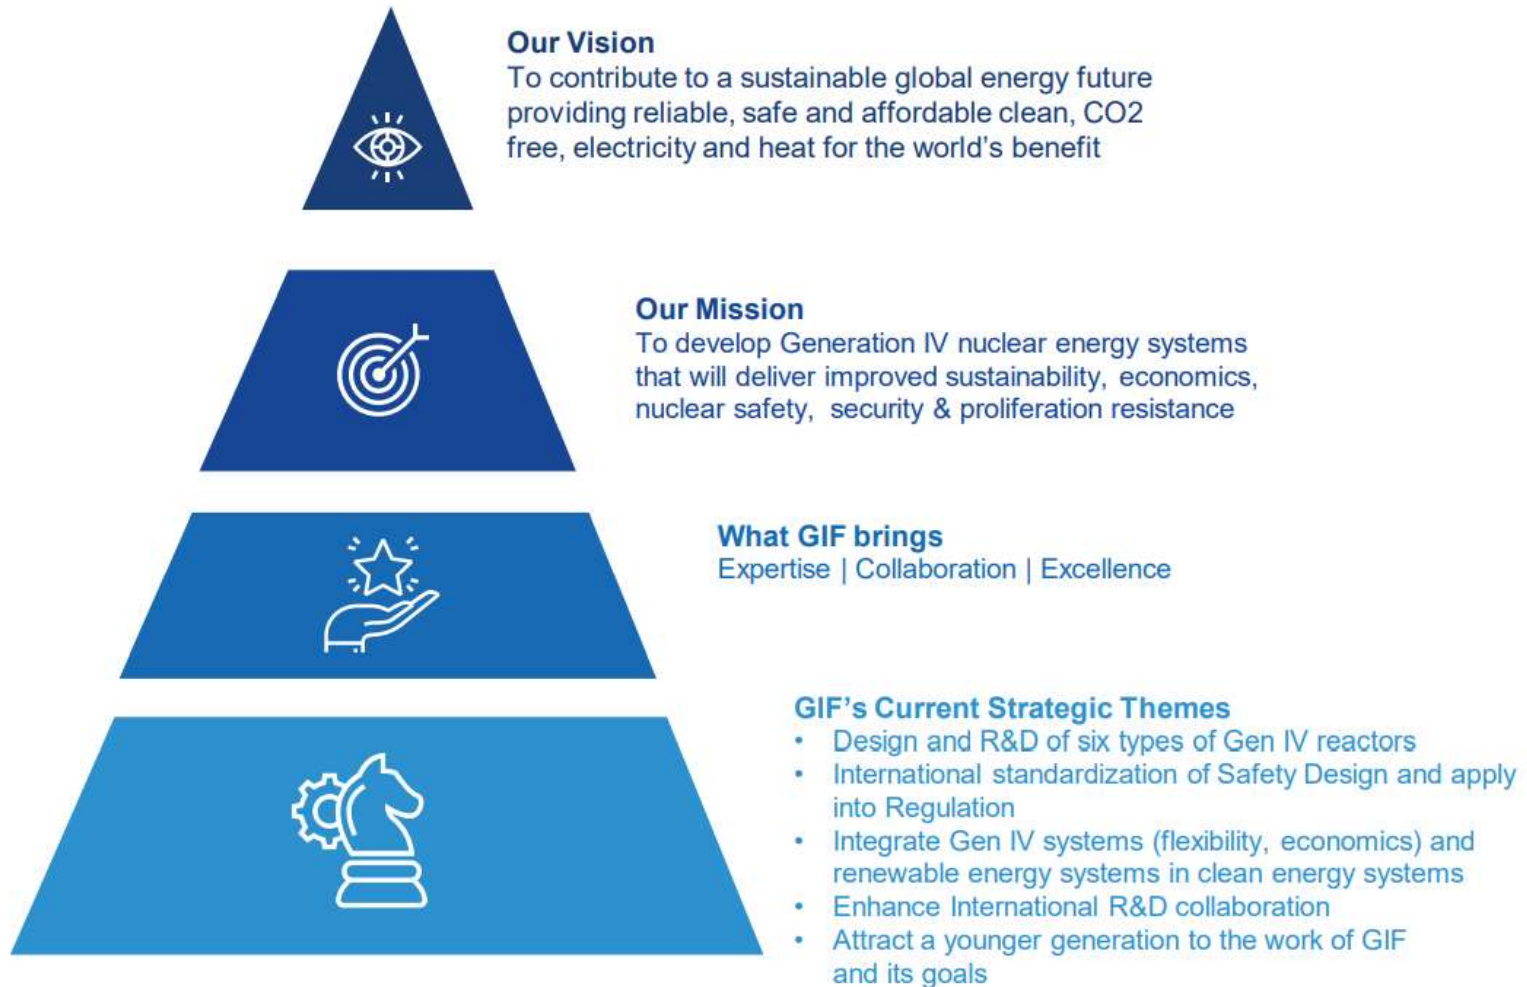 Our Vision
To contribute to a sustainable global energy future
providing reliable, safe and affordable clean, CO2
free, electricity and heat for the world's benefit
Our Mission
To develop Generation IV nuclear energy systems
that will deliver improved sustainability, economics,
nuclear safety, security & proliferation resistance
What GIF brings
Expertise | Collaboration | Excellence
GIF's Current Strategic Themes
• Design and R&D of six types of Gen IV reactors
• International standardization of Safety Design and apply
into Regulation
• Integrate Gen IV systems (flexibility, economics) and
renewable energy systems in clean energy systems
• Enhance International R&D collaboration
• Attract a younger generation to the work of GIF
and its goals